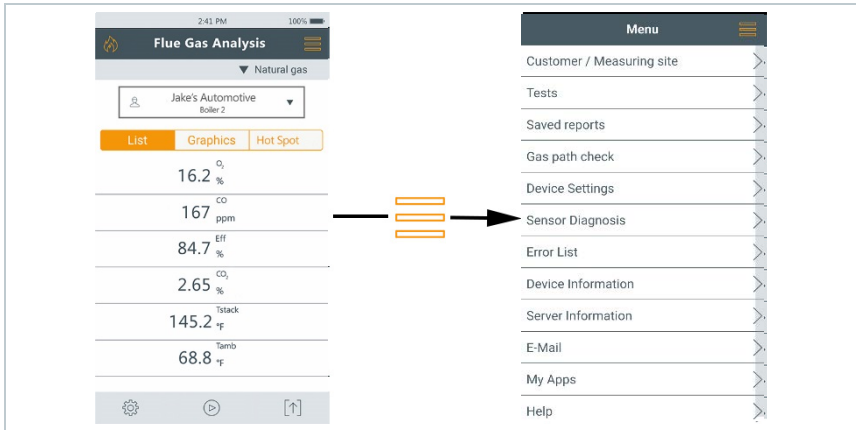 2:41 PM 100%
Flue Gas Analysis
▼ Natural gas
Jake's Automotive ▼
Boiler 2
List Graphics Hot Spot
16.2 O₂ %
167 CO ppm
84.7 Eff %
2.65 CO₂ %
145.2 Tstack °F
68.8 Tamb °F
Menu
Customer / Measuring site
Tests
Saved reports
Gas path check
Device Settings
Sensor Diagnosis
Error List
Device Information
Server Information
E-Mail
My Apps
Help